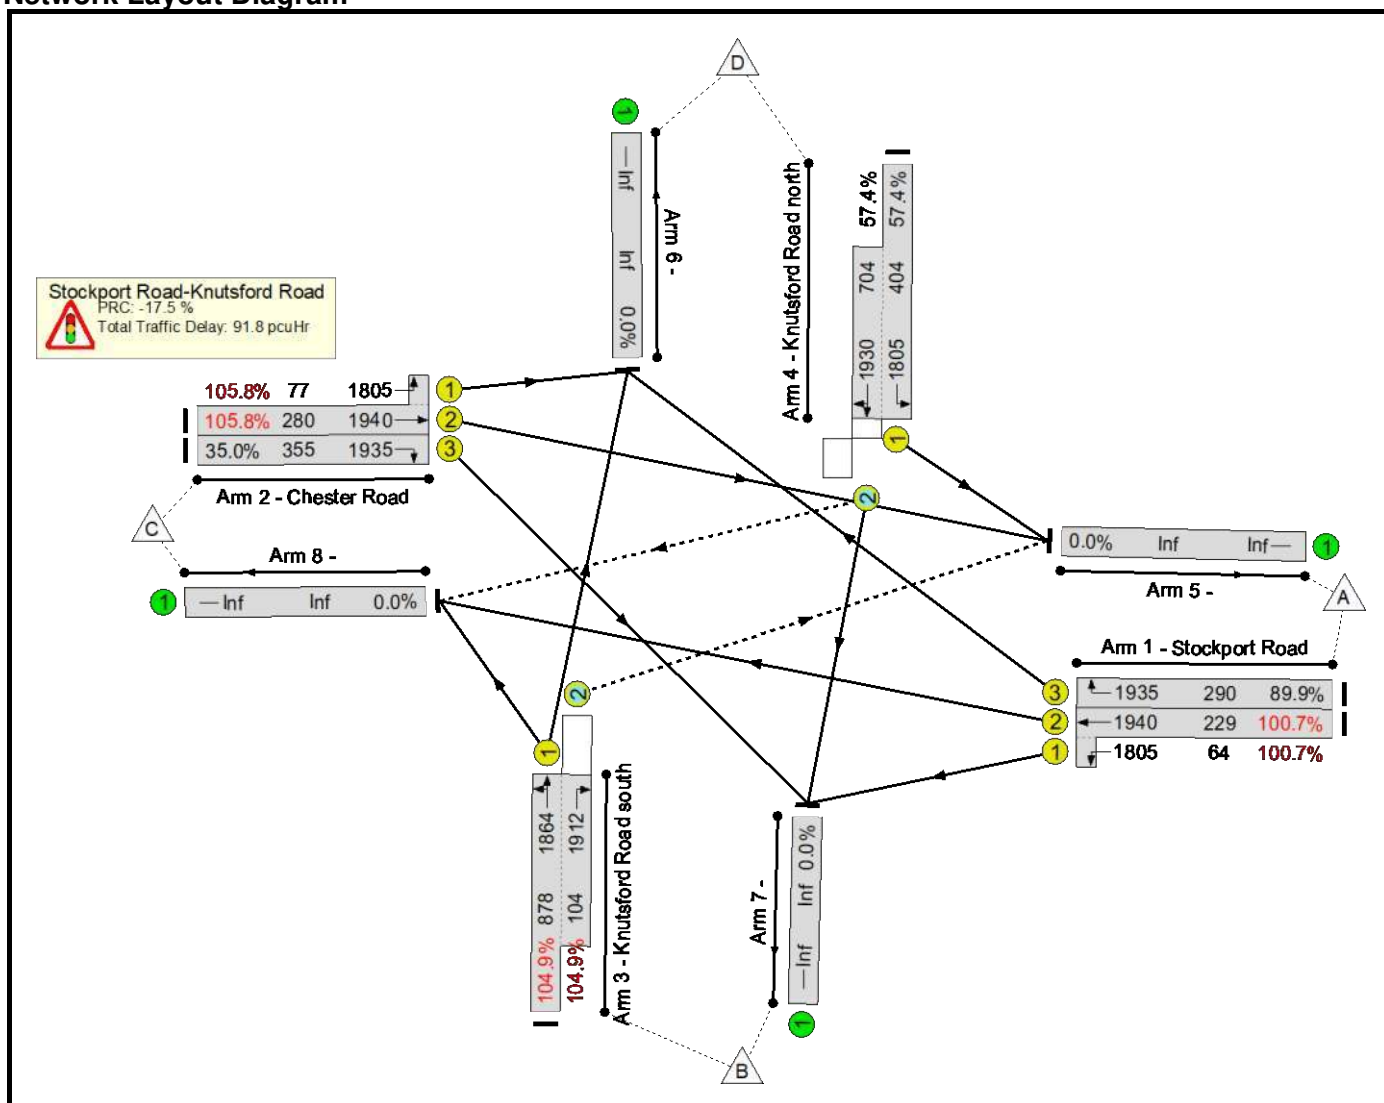 Network Layout Diagram
D
1
Inf
Inf
0.0%
Arm 6 -
Arm 4 - Knutsford Road north
57.4%
57.4%
704
404
1930
1805
1
2
Stockport Road-Knutsford Road
PRC: -17.5 %
Total Traffic Delay: 91.8 pcuHr
105.8% 77 1805 1
105.8% 280 1940 2
35.0% 355 1935 3
Arm 2 - Chester Road
C
Arm 8 -
1 Inf Inf 0.0%
0.0% Inf Inf 1
Arm 5 -
A
Arm 1 - Stockport Road
3 1935 290 89.9%
2 1940 229 100.7%
1 1805 64 100.7%
2
1
1864
1912
878
104
104.9%
104.9%
Arm 3 - Knutsford Road south
Arm 7 -
0.0%
Inf
Inf
1
B